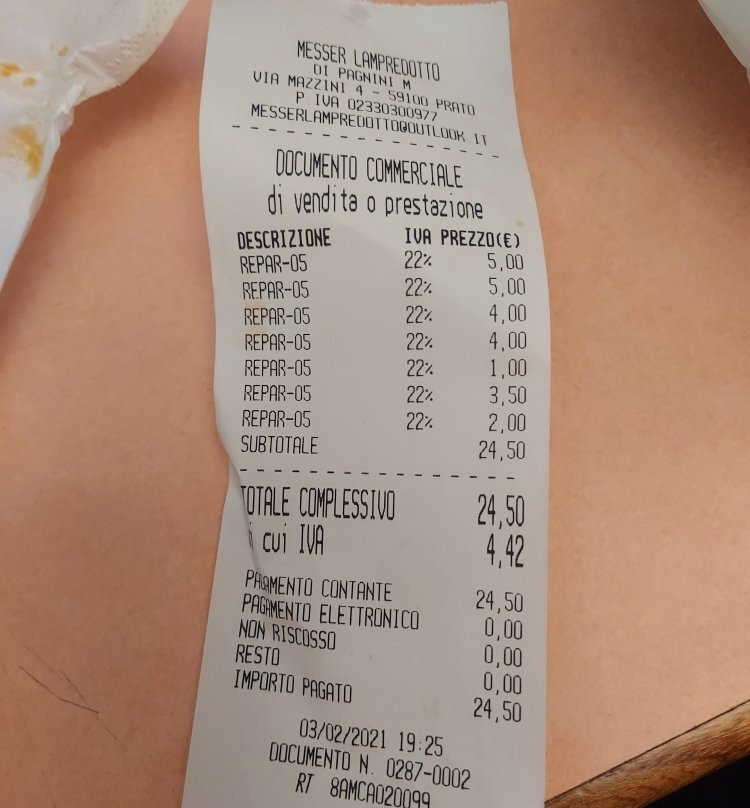 MESSER LAMPREDOTTO
DI PAGNINI M
VIA MAZZINI 4 - 59100 PRATO
P IVA 02330300977
MESSERLAMPREDOTTO@OUTLOOK.IT
DOCUMENTO COMMERCIALE
di vendita o prestazione
DESCRIZIONE IVA PREZZO(€)
REPAR-05 22% 5,00
REPAR-05 22% 5,00
REPAR-05 22% 4,00
REPAR-05 22% 4,00
REPAR-05 22% 1,00
REPAR-05 22% 3,50
REPAR-05 22% 2,00
SUBTOTALE 24,50
TOTALE COMPLESSIVO 24,50
di cui IVA 4,42
PAGAMENTO CONTANTE 24,50
PAGAMENTO ELETTRONICO 0,00
NON RISCOSSO 0,00
RESTO 0,00
IMPORTO PAGATO 24,50
03/02/2021 19:25
DOCUMENTO N. 0287-0002
RT 8AMCA020099